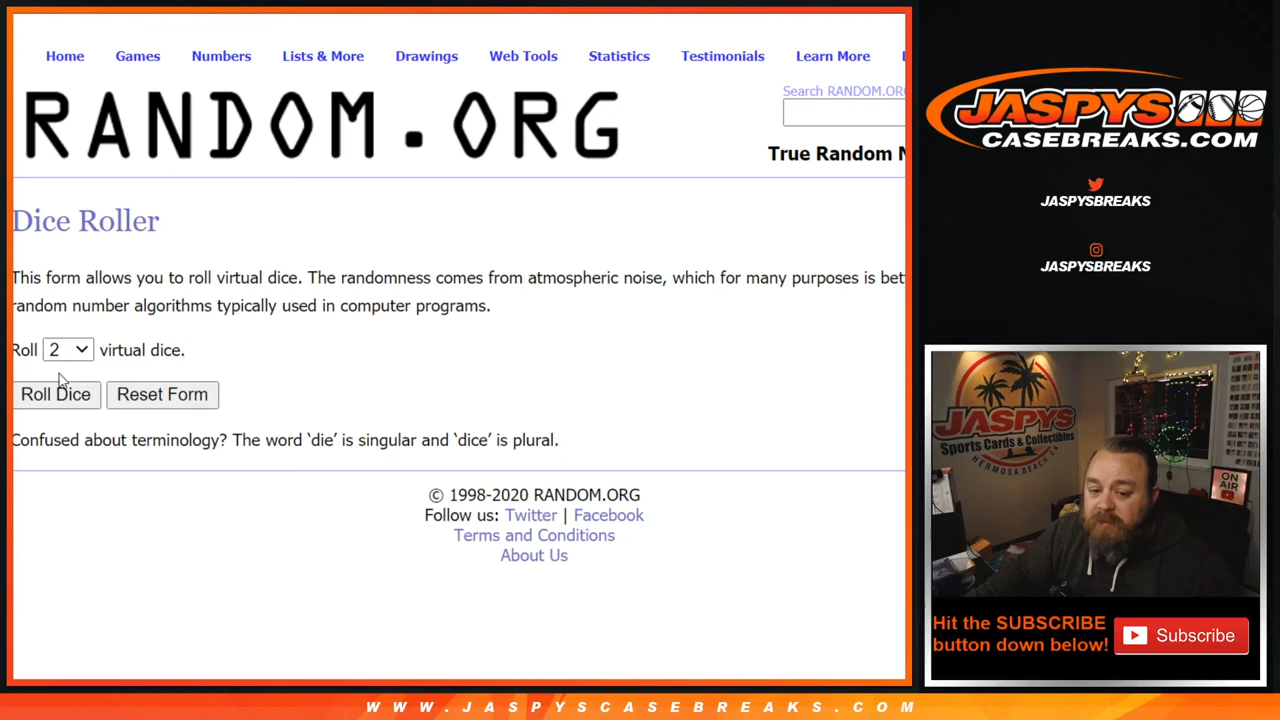 Home Games Numbers Lists & More Drawings Web Tools Statistics Testimonials Learn More
RANDOM.ORG
Search RANDOM.ORG
True Random N
Dice Roller
This form allows you to roll virtual dice. The randomness comes from atmospheric noise, which for many purposes is bet
random number algorithms typically used in computer programs.
Roll 2 virtual dice.
Roll Dice Reset Form
Confused about terminology? The word ‘die’ is singular and ‘dice’ is plural.
© 1998-2020 RANDOM.ORG
Follow us: Twitter | Facebook
Terms and Conditions
About Us
JASPYS
CASEBREAKS.COM
JASPYSBREAKS
JASPYSBREAKS
JASPYS
Sports Cards & Collectibles
HERMOSA BEACH, CA
ON
AIR
Hit the SUBSCRIBE
button down below!
Subscribe
WWW.JASPYSCASEBREAKS.COM